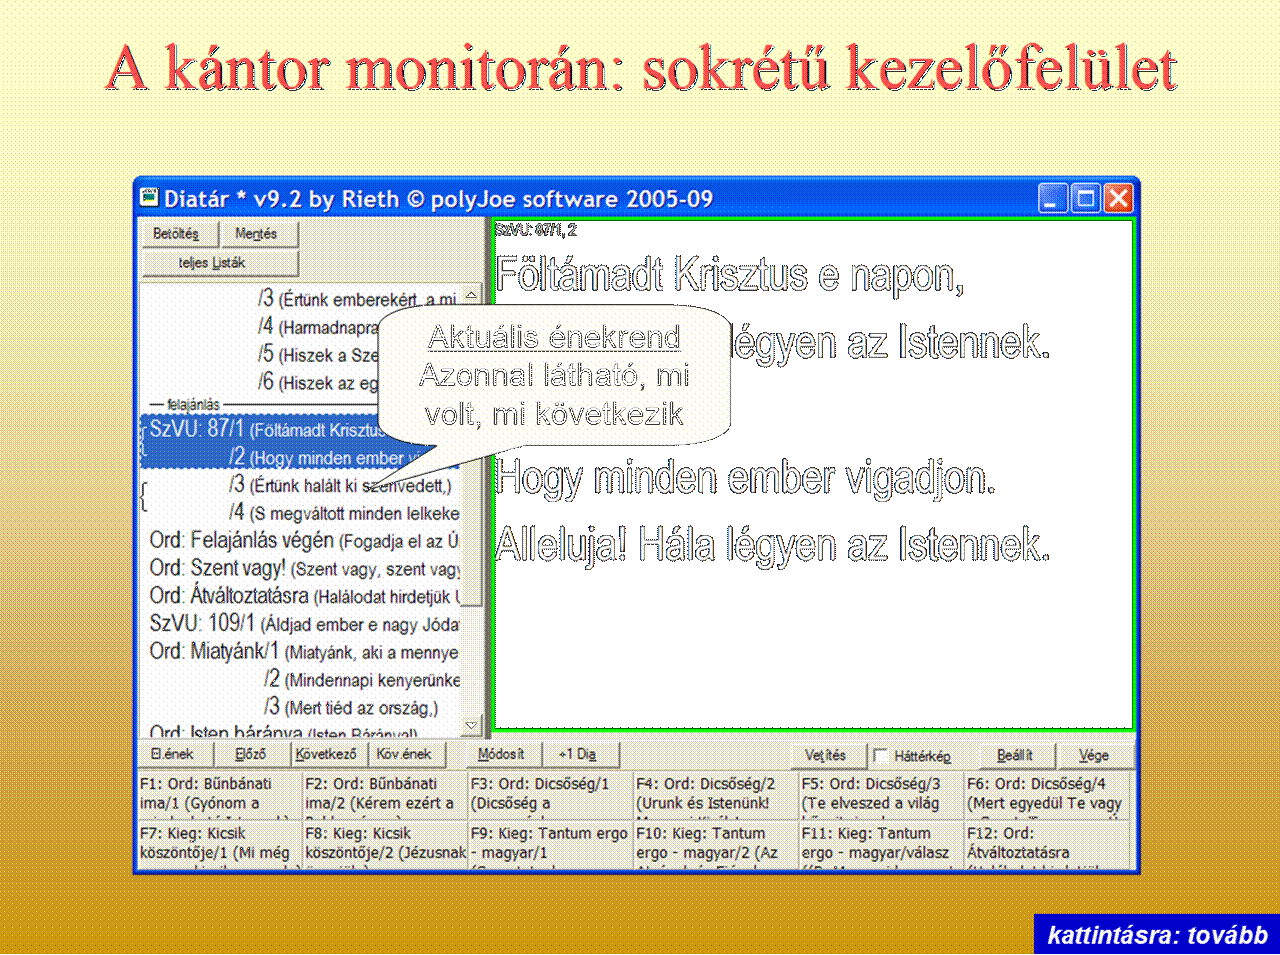 A kántor monitorán: sokrétű kezelőfelület
Diatár * v9.2 by Rieth © polyJoe software 2005-09
Betöltés Mentés
teljes Listák
/3 (Értünk emberekért, a mi
/4 (Harmadnapra
/5 (Hiszek a Sze
/6 (Hiszek az eg
felajánlás
SzVU: 87/1 (Föltámadt Krisztus
/2 (Hogy minden ember vi
/3 (Értünk halált ki szenvedett,)
/4 (S megváltott minden lelkeke
Ord: Felajánlás végén (Fogadja el az Ú
Ord: Szent vagy! (Szent vagy, szent vagy
Ord: Átváltoztatásra (Halálodat hirdetjük U
SzVU: 109/1 (Áldjad ember e nagy Jóda
Ord: Miatyánk/1 (Miatyánk, aki a mennye
/2 (Mindennapi kenyerünke
/3 (Mert tiéd az ország,)
Ord: Isten báránya (Isten Báránya!)
SzVU: 87/1, 2
Föltámadt Krisztus e napon,
légyen az Istennek.
Hogy minden ember vigadjon.
Alleluja! Hála légyen az Istennek.
Aktuális énekrend
Azonnal látható, mi
volt, mi következik
El.ének Előző Következő Köv.ének Módosít +1 Dia Vetítés Háttérkép Beállít Vége
F1: Ord: Bűnbánati F2: Ord: Bűnbánati F3: Ord: Dicsőség/1 F4: Ord: Dicsőség/2 F5: Ord: Dicsőség/3 F6: Ord: Dicsőség/4
ima/1 (Gyónom a ima/2 (Kérem ezért a (Dicsőség a (Urunk és Istenünk! (Te elveszed a világ (Mert egyedül Te vagy
F7: Kieg: Kicsik F8: Kieg: Kicsik F9: Kieg: Tantum ergo F10: Kieg: Tantum F11: Kieg: Tantum F12: Ord:
köszöntője/1 (Mi még köszöntője/2 (Jézusnak - magyar/1 ergo - magyar/2 (Az ergo - magyar/válasz Átváltoztatásra
kattintásra: tovább